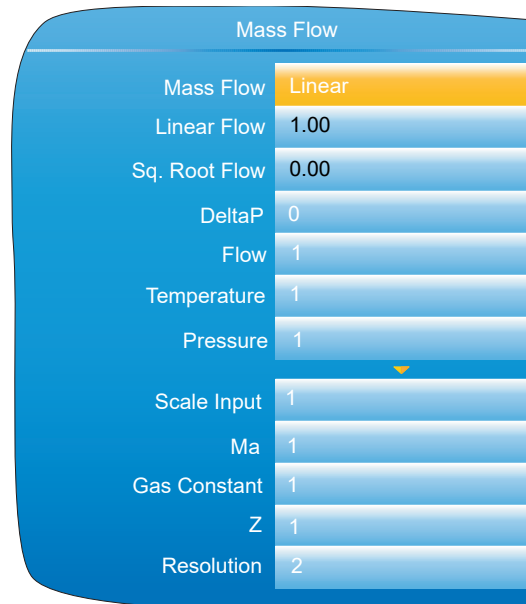 Mass Flow
Mass Flow Linear
Linear Flow 1.00
Sq. Root Flow 0.00
DeltaP 0
Flow 1
Temperature 1
Pressure 1
Scale Input 1
Ma 1
Gas Constant 1
Z 1
Resolution 2